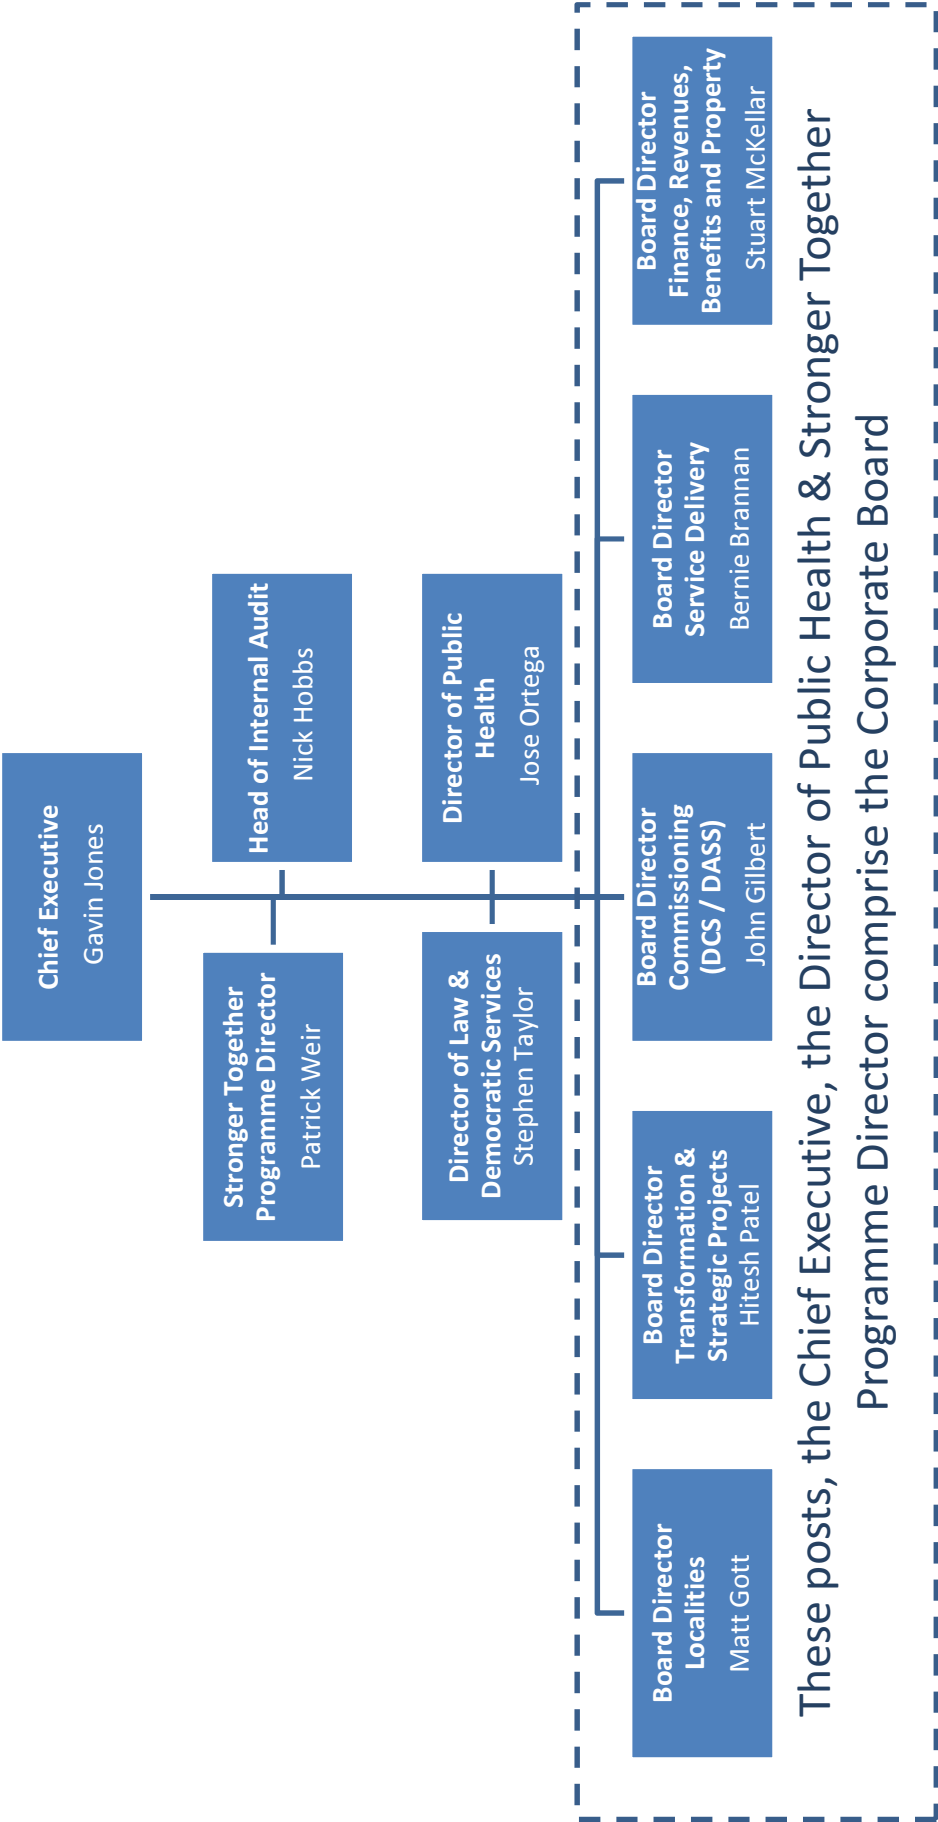 Chief Executive
Gavin Jones
Stronger Together
Programme Director
Patrick Weir
Head of Internal Audit
Nick Hobbs
Director of Law &
Democratic Services
Stephen Taylor
Director of Public
Health
Jose Ortega
Board Director
Localities
Matt Gott
Board Director
Transformation &
Strategic Projects
Hitesh Patel
Board Director
Commissioning
(DCS / DASS)
John Gilbert
Board Director
Service Delivery
Bernie Brannan
Board Director
Finance, Revenues,
Benefits and Property
Stuart McKellar
These posts, the Chief Executive, the Director of Public Health & Stronger Together
Programme Director comprise the Corporate Board